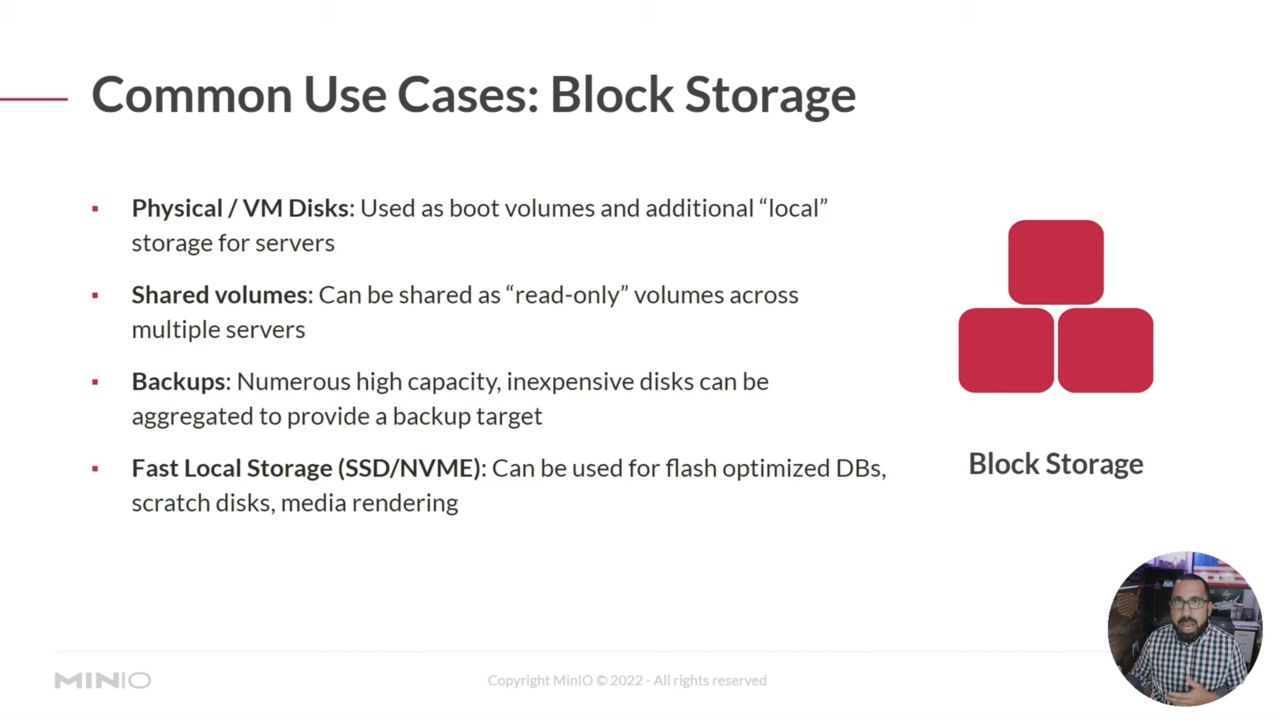 Common Use Cases: Block Storage
▪ Physical / VM Disks: Used as boot volumes and additional “local”
storage for servers
▪ Shared volumes: Can be shared as “read-only” volumes across
multiple servers
▪ Backups: Numerous high capacity, inexpensive disks can be
aggregated to provide a backup target
▪ Fast Local Storage (SSD/NVME): Can be used for flash optimized DBs,
scratch disks, media rendering
Block Storage
MINIO
Copyright MinIO © 2022 - All rights reserved